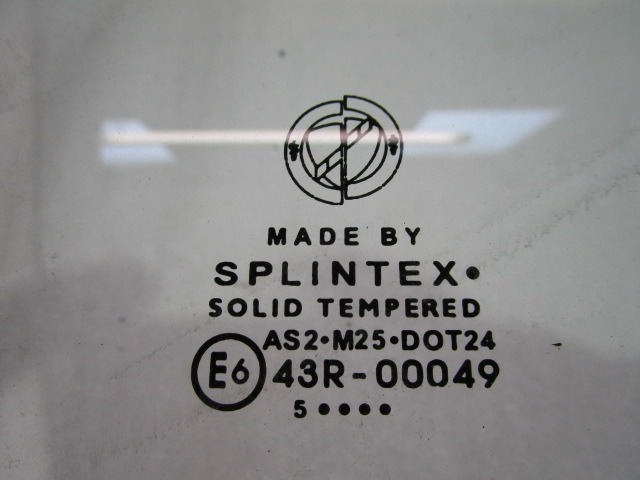 MADE BY
SPLINTEX•
SOLID TEMPERED
AS2•M25•DOT24
E6 43R-00049
5 ••••